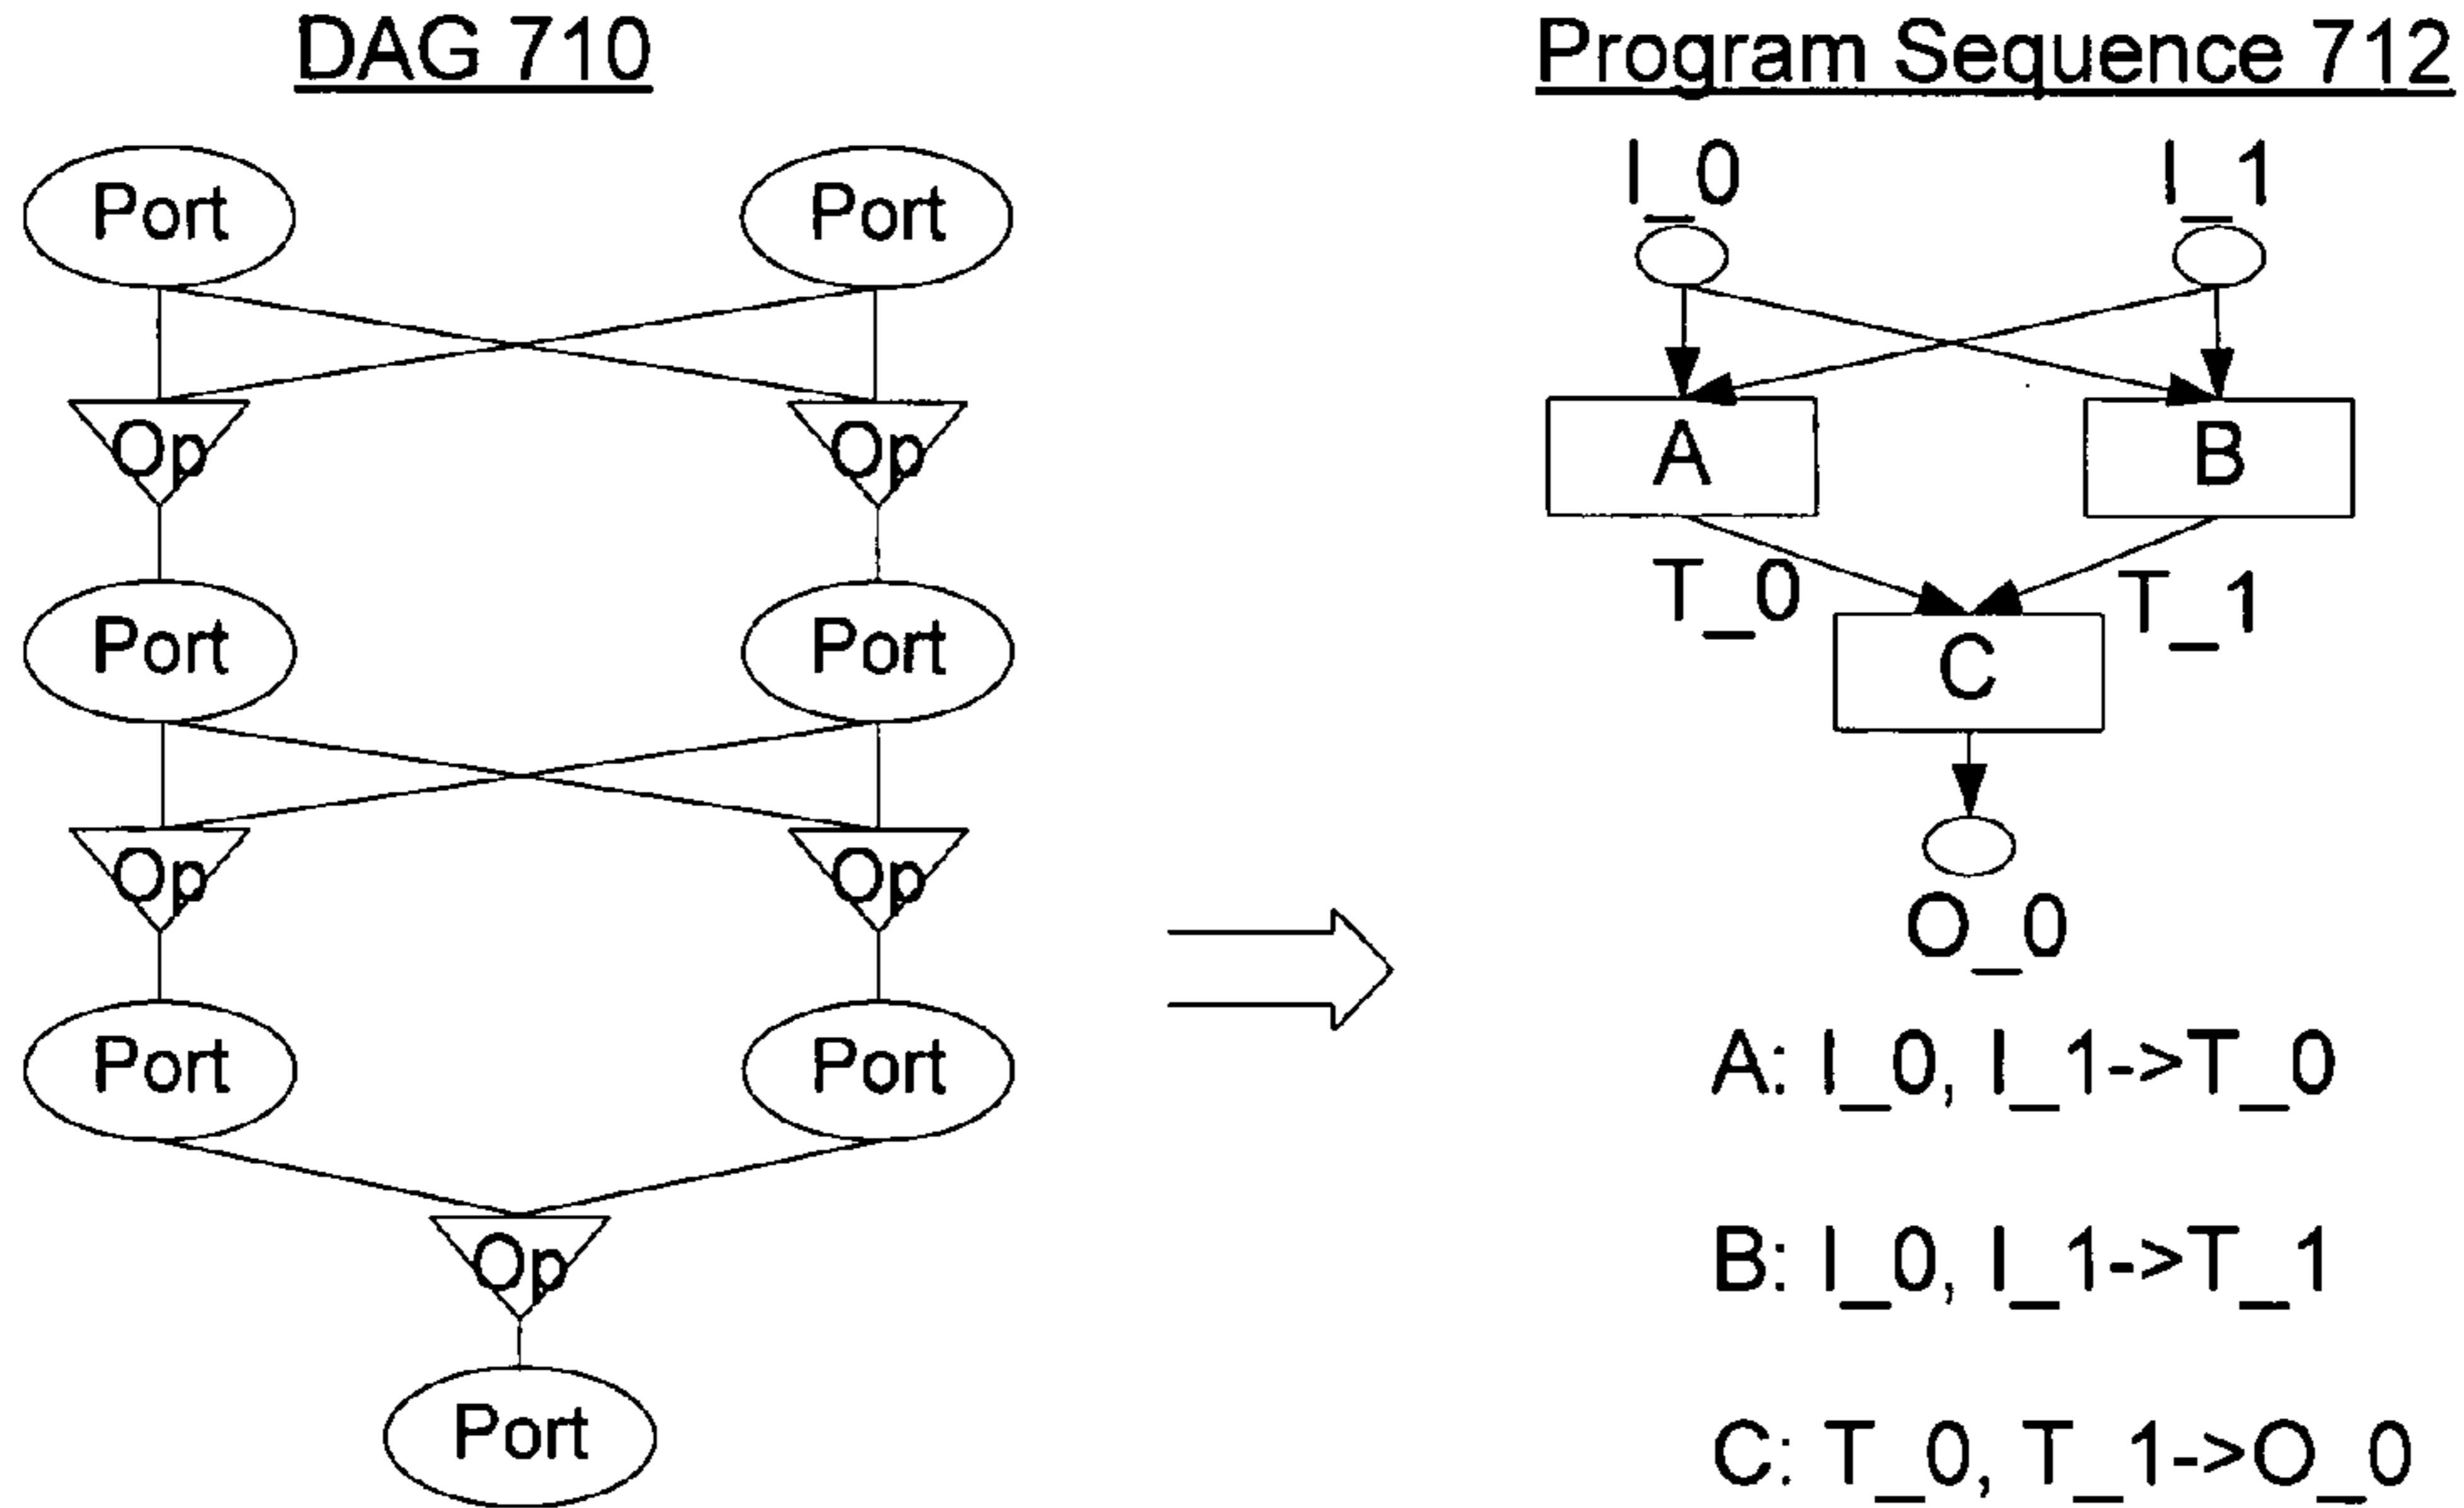 DAG 710
Port Port
Op Op
Port Port
Op Op
Port Port
Op
Port
Program Sequence 712
I_0 I_1
A B
T_0 T_1
C
O_0
A: I_0, I_1->T_0
B: I_0, I_1->T_1
C: T_0, T_1->O_0